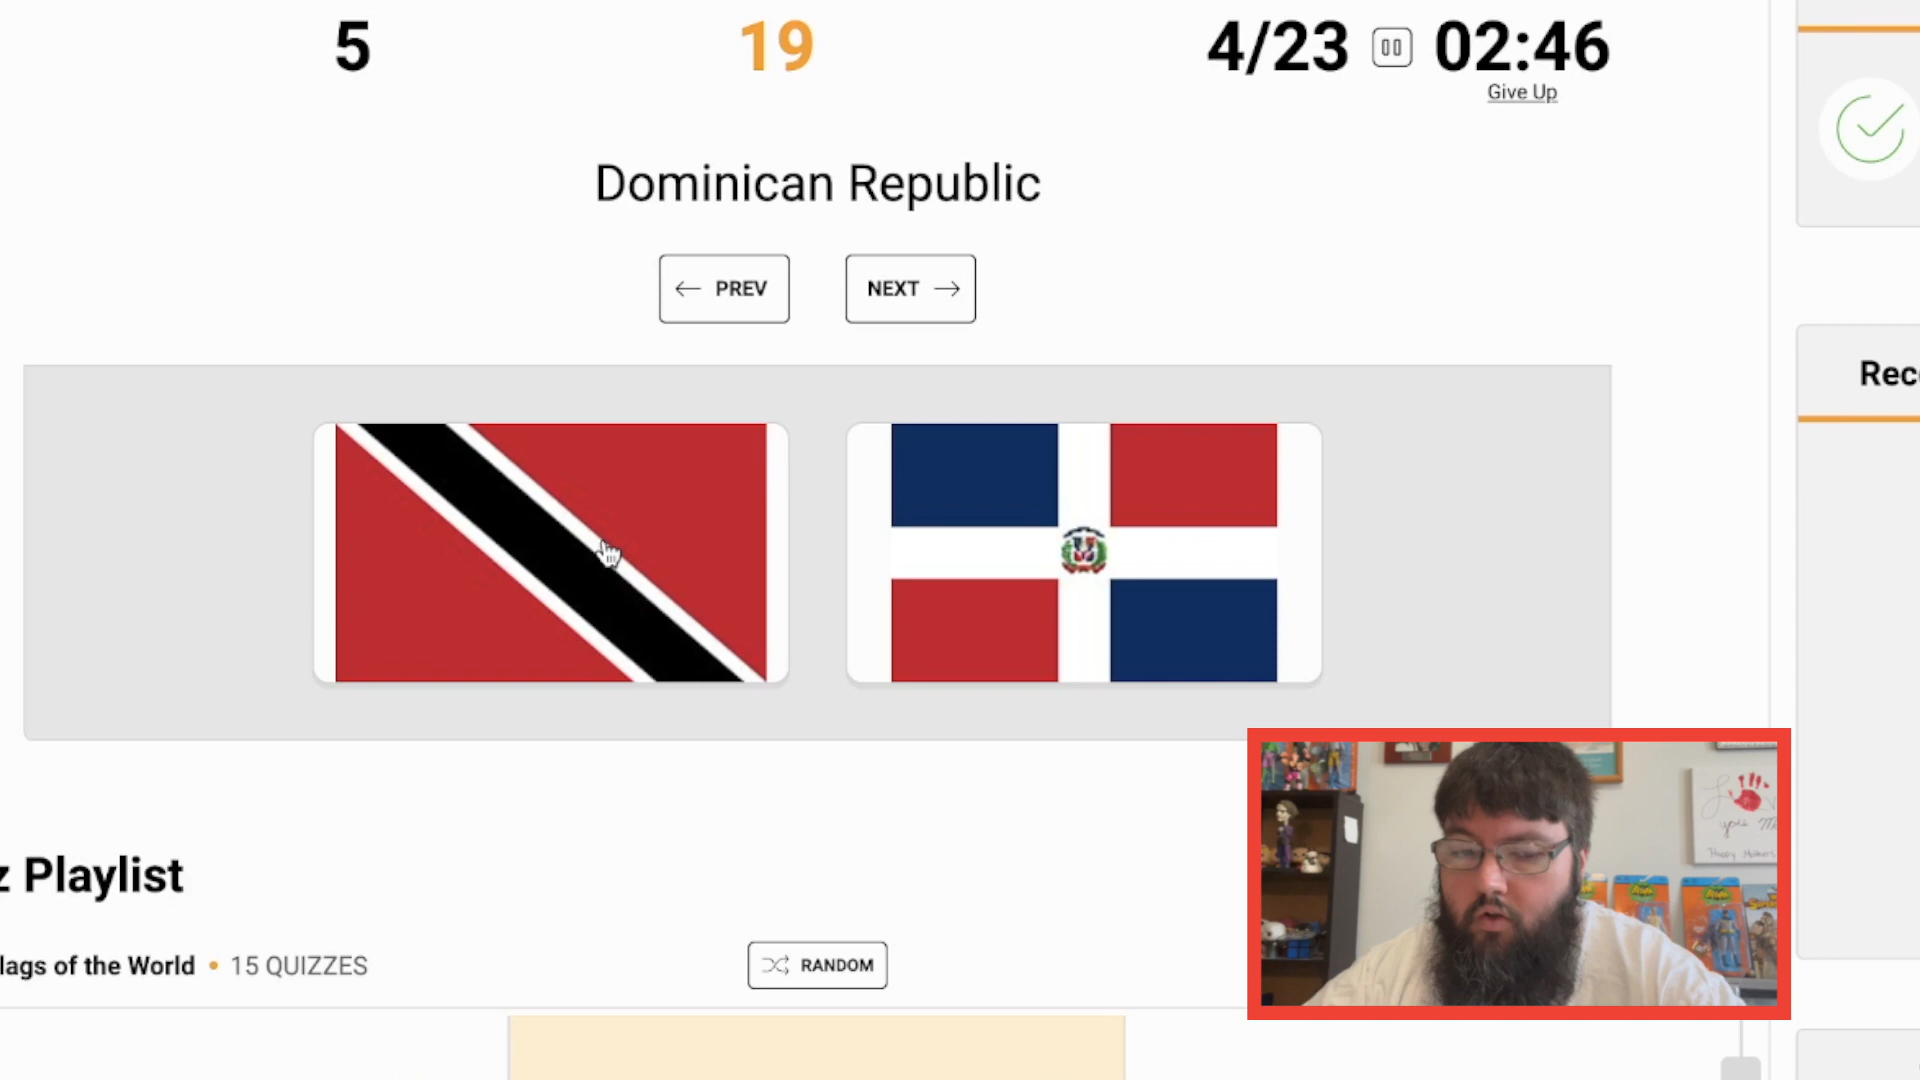 5
19
4/23
02:46
Give Up
Dominican Republic
PREV
NEXT
Rec
z Playlist
lags of the World • 15 QUIZZES
RANDOM